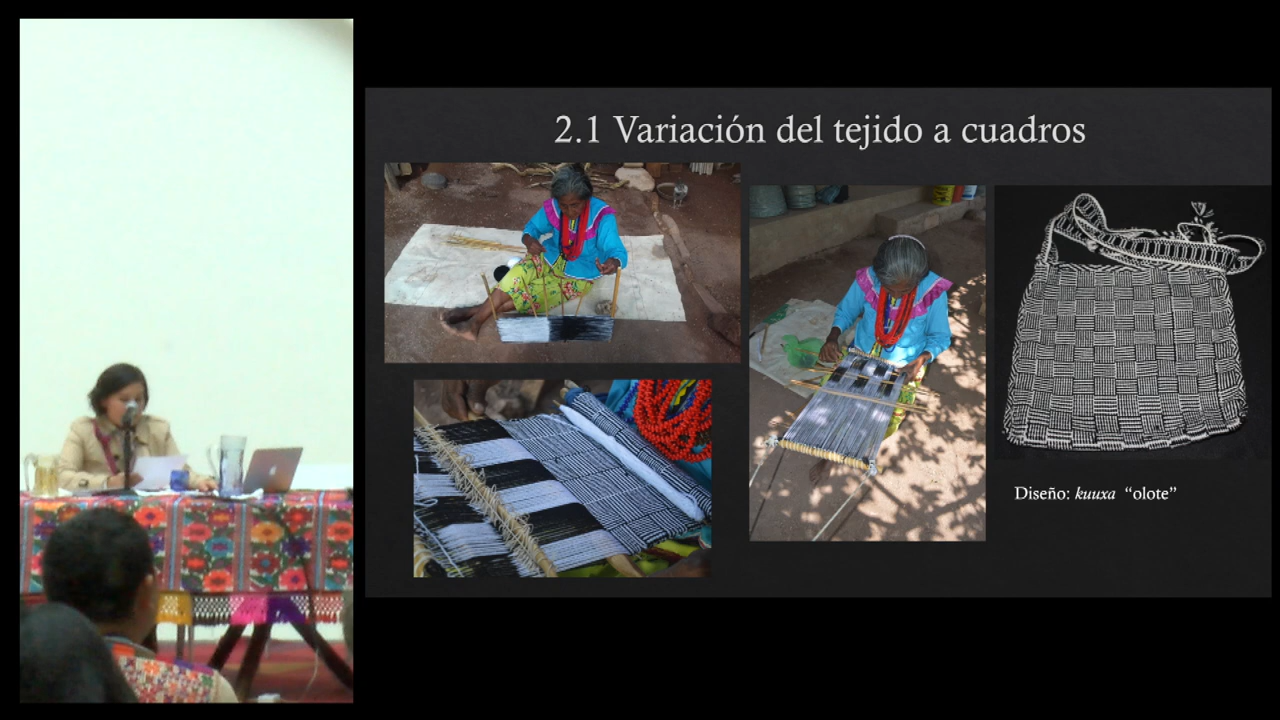 2.1 Variación del tejido a cuadros
Diseño: kuuxa “olote”